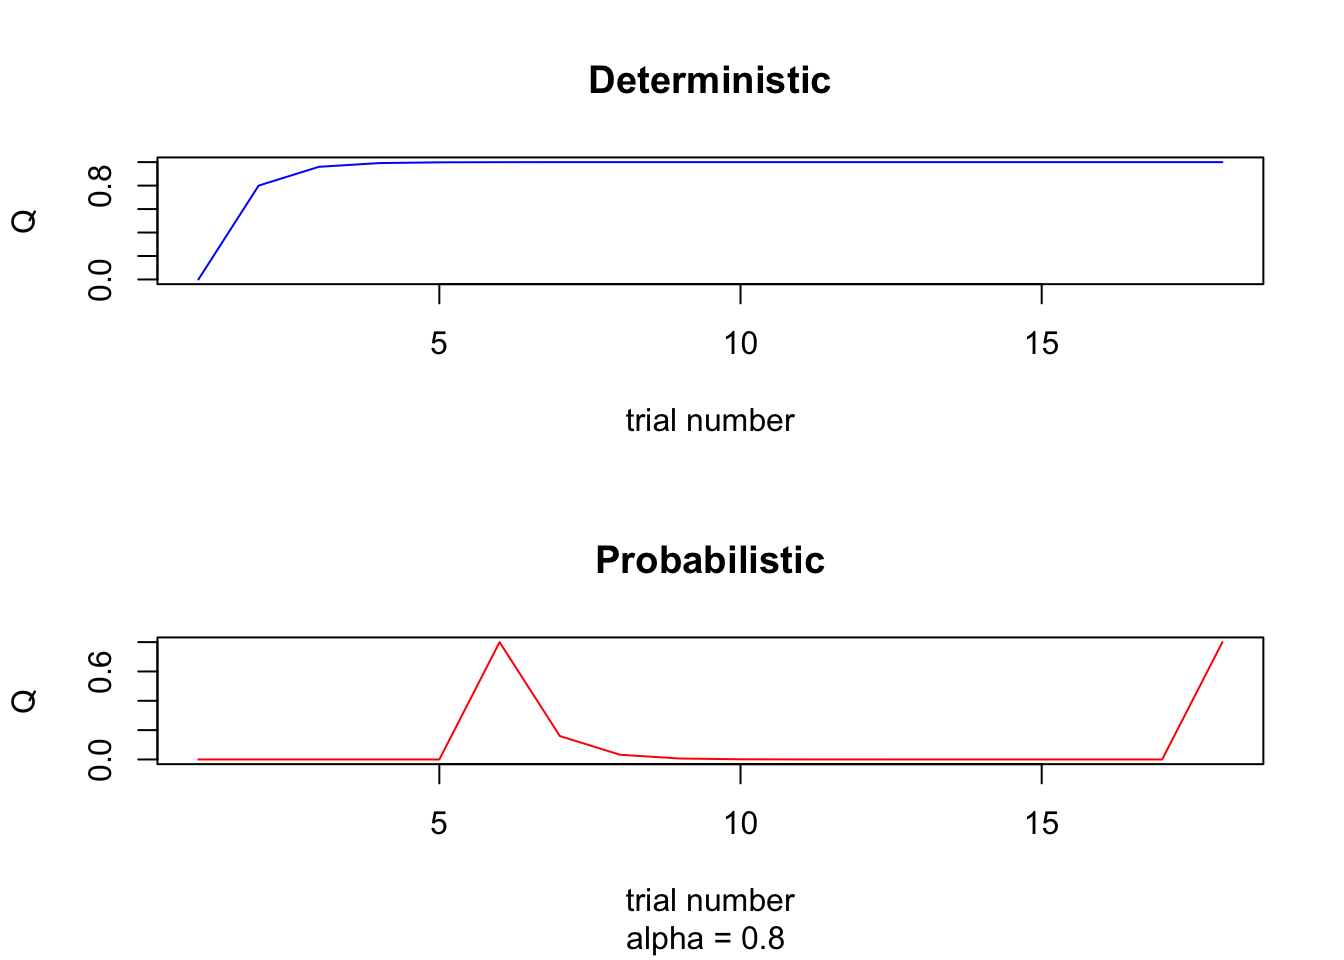 Deterministic
Q
0.8
0.0
5 10 15
trial number
Probabilistic
Q
0.6
0.0
5 10 15
trial number
alpha = 0.8